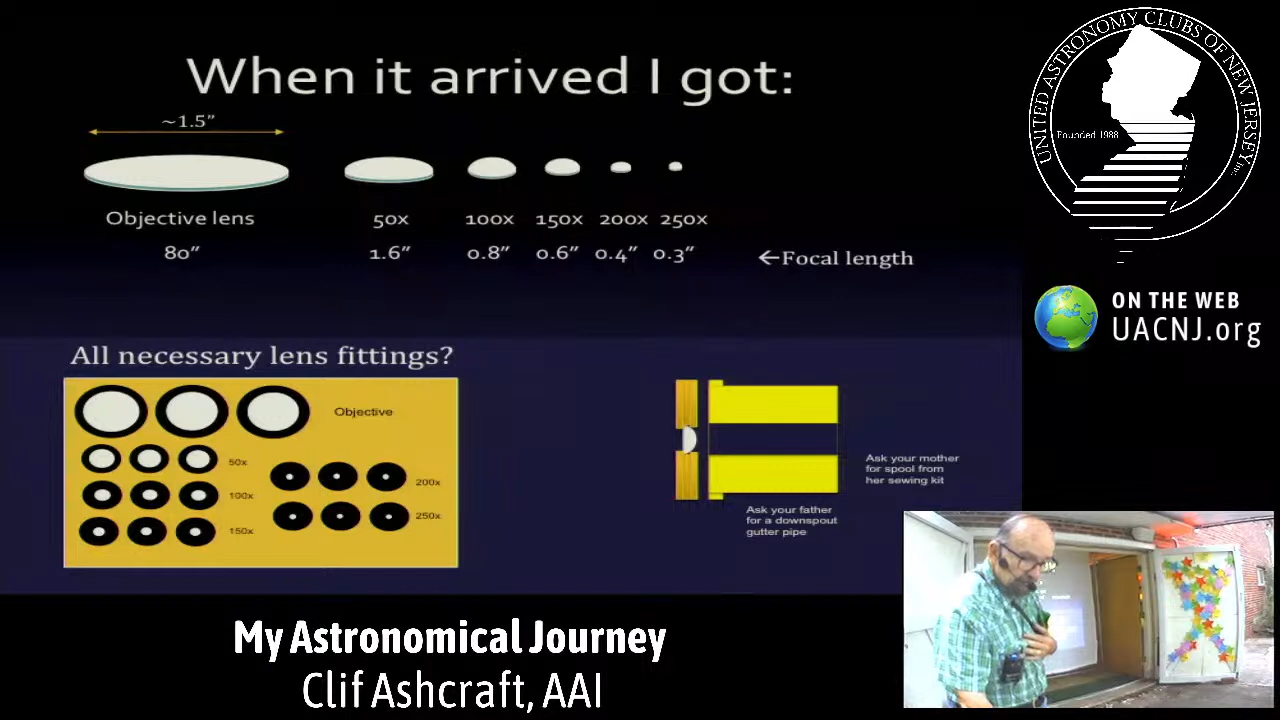 When it arrived I got:
~1.5"
Objective lens 50x 100x 150x 200x 250x
80" 1.6" 0.8" 0.6" 0.4" 0.3" ←Focal length
All necessary lens fittings?
Objective
50x
100x
150x
200x
250x
Ask your mother
for spool from
her sewing kit
Ask your father
for a downspout
gutter pipe
UNITED ASTRONOMY CLUBS OF NEW JERSEY, Inc.
Founded 1988
ON THE WEB
UACNJ.org
My Astronomical Journey
Clif Ashcraft, AAI